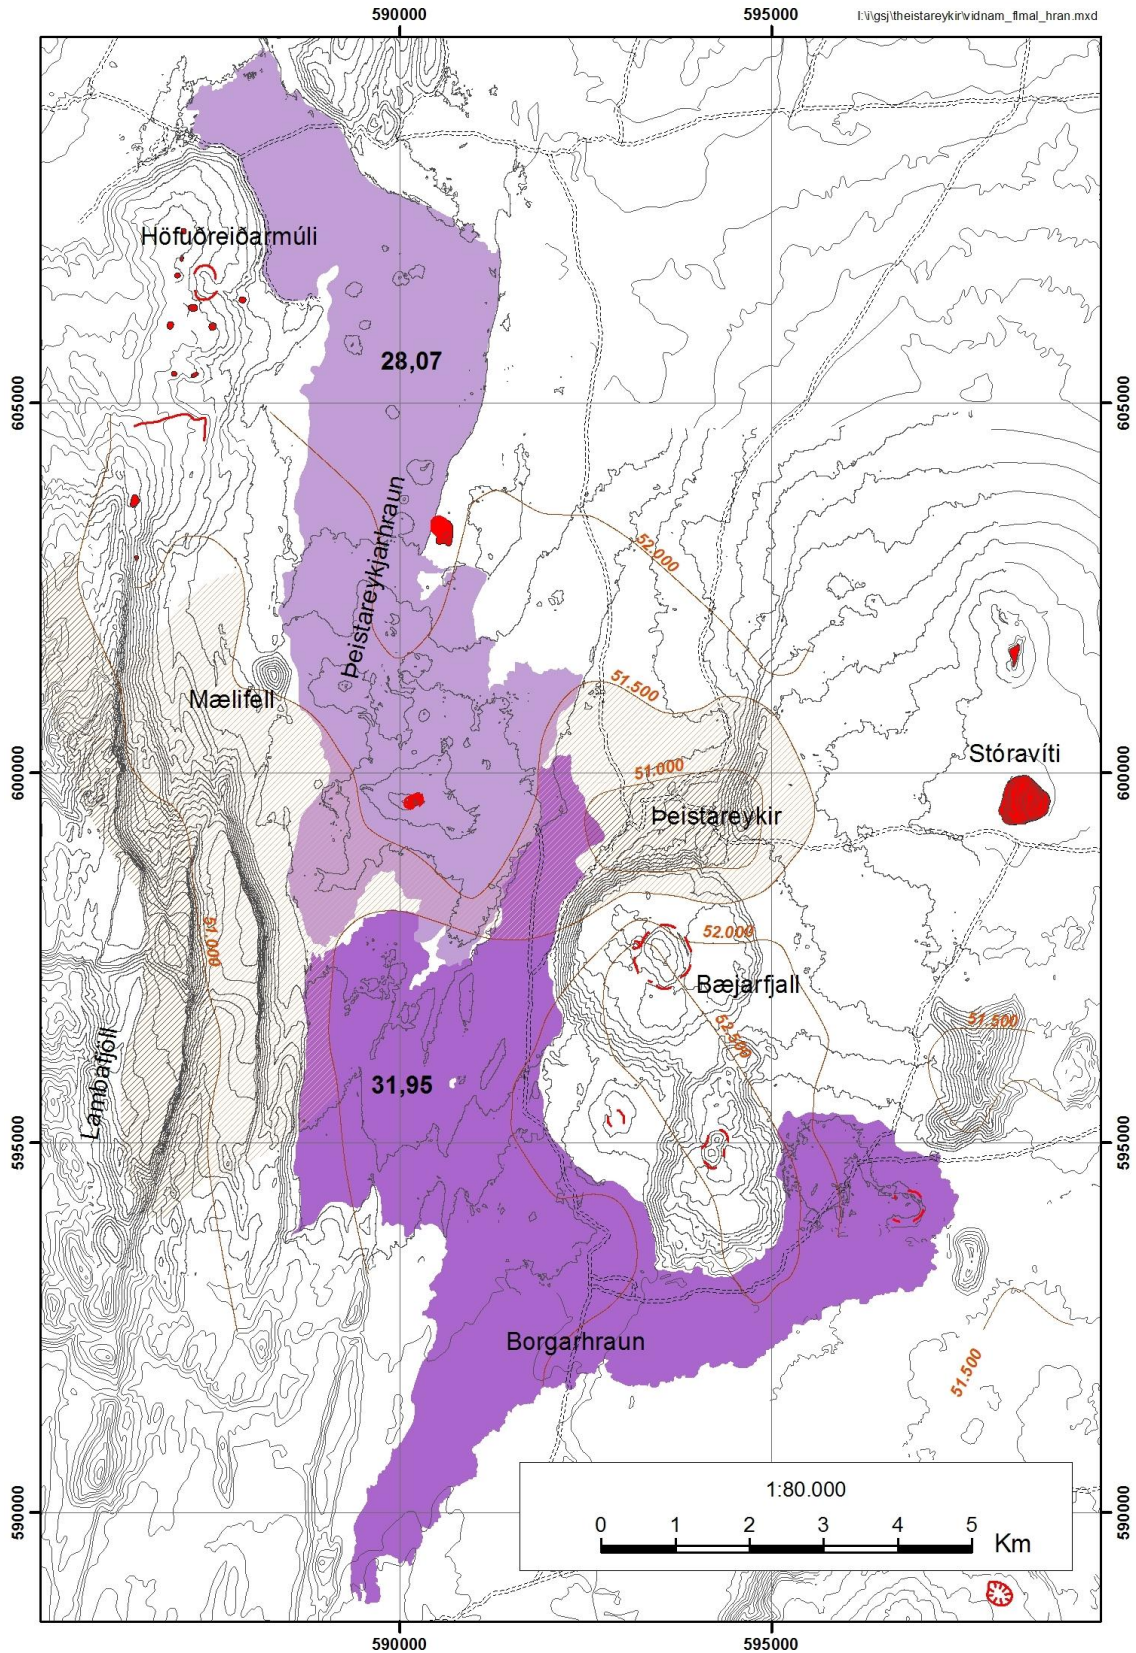 590000
595000
I:\i\gsj\theistareykir\vidnam_flmal_hran.mxd
Höfuðreiðarmúli
28,07
605000
605000
Þeistareykjarhraun
52.000
51.500
Mælifell
Stóravíti
600000
51.000
600000
Þeistareykir
51.000
52.000
Bæjarfjall
51.500
52.500
Lambafjöll
31,95
595000
595000
Borgarhraun
51.500
1:80.000
590000
590000
0 1 2 3 4 5 Km
590000
595000